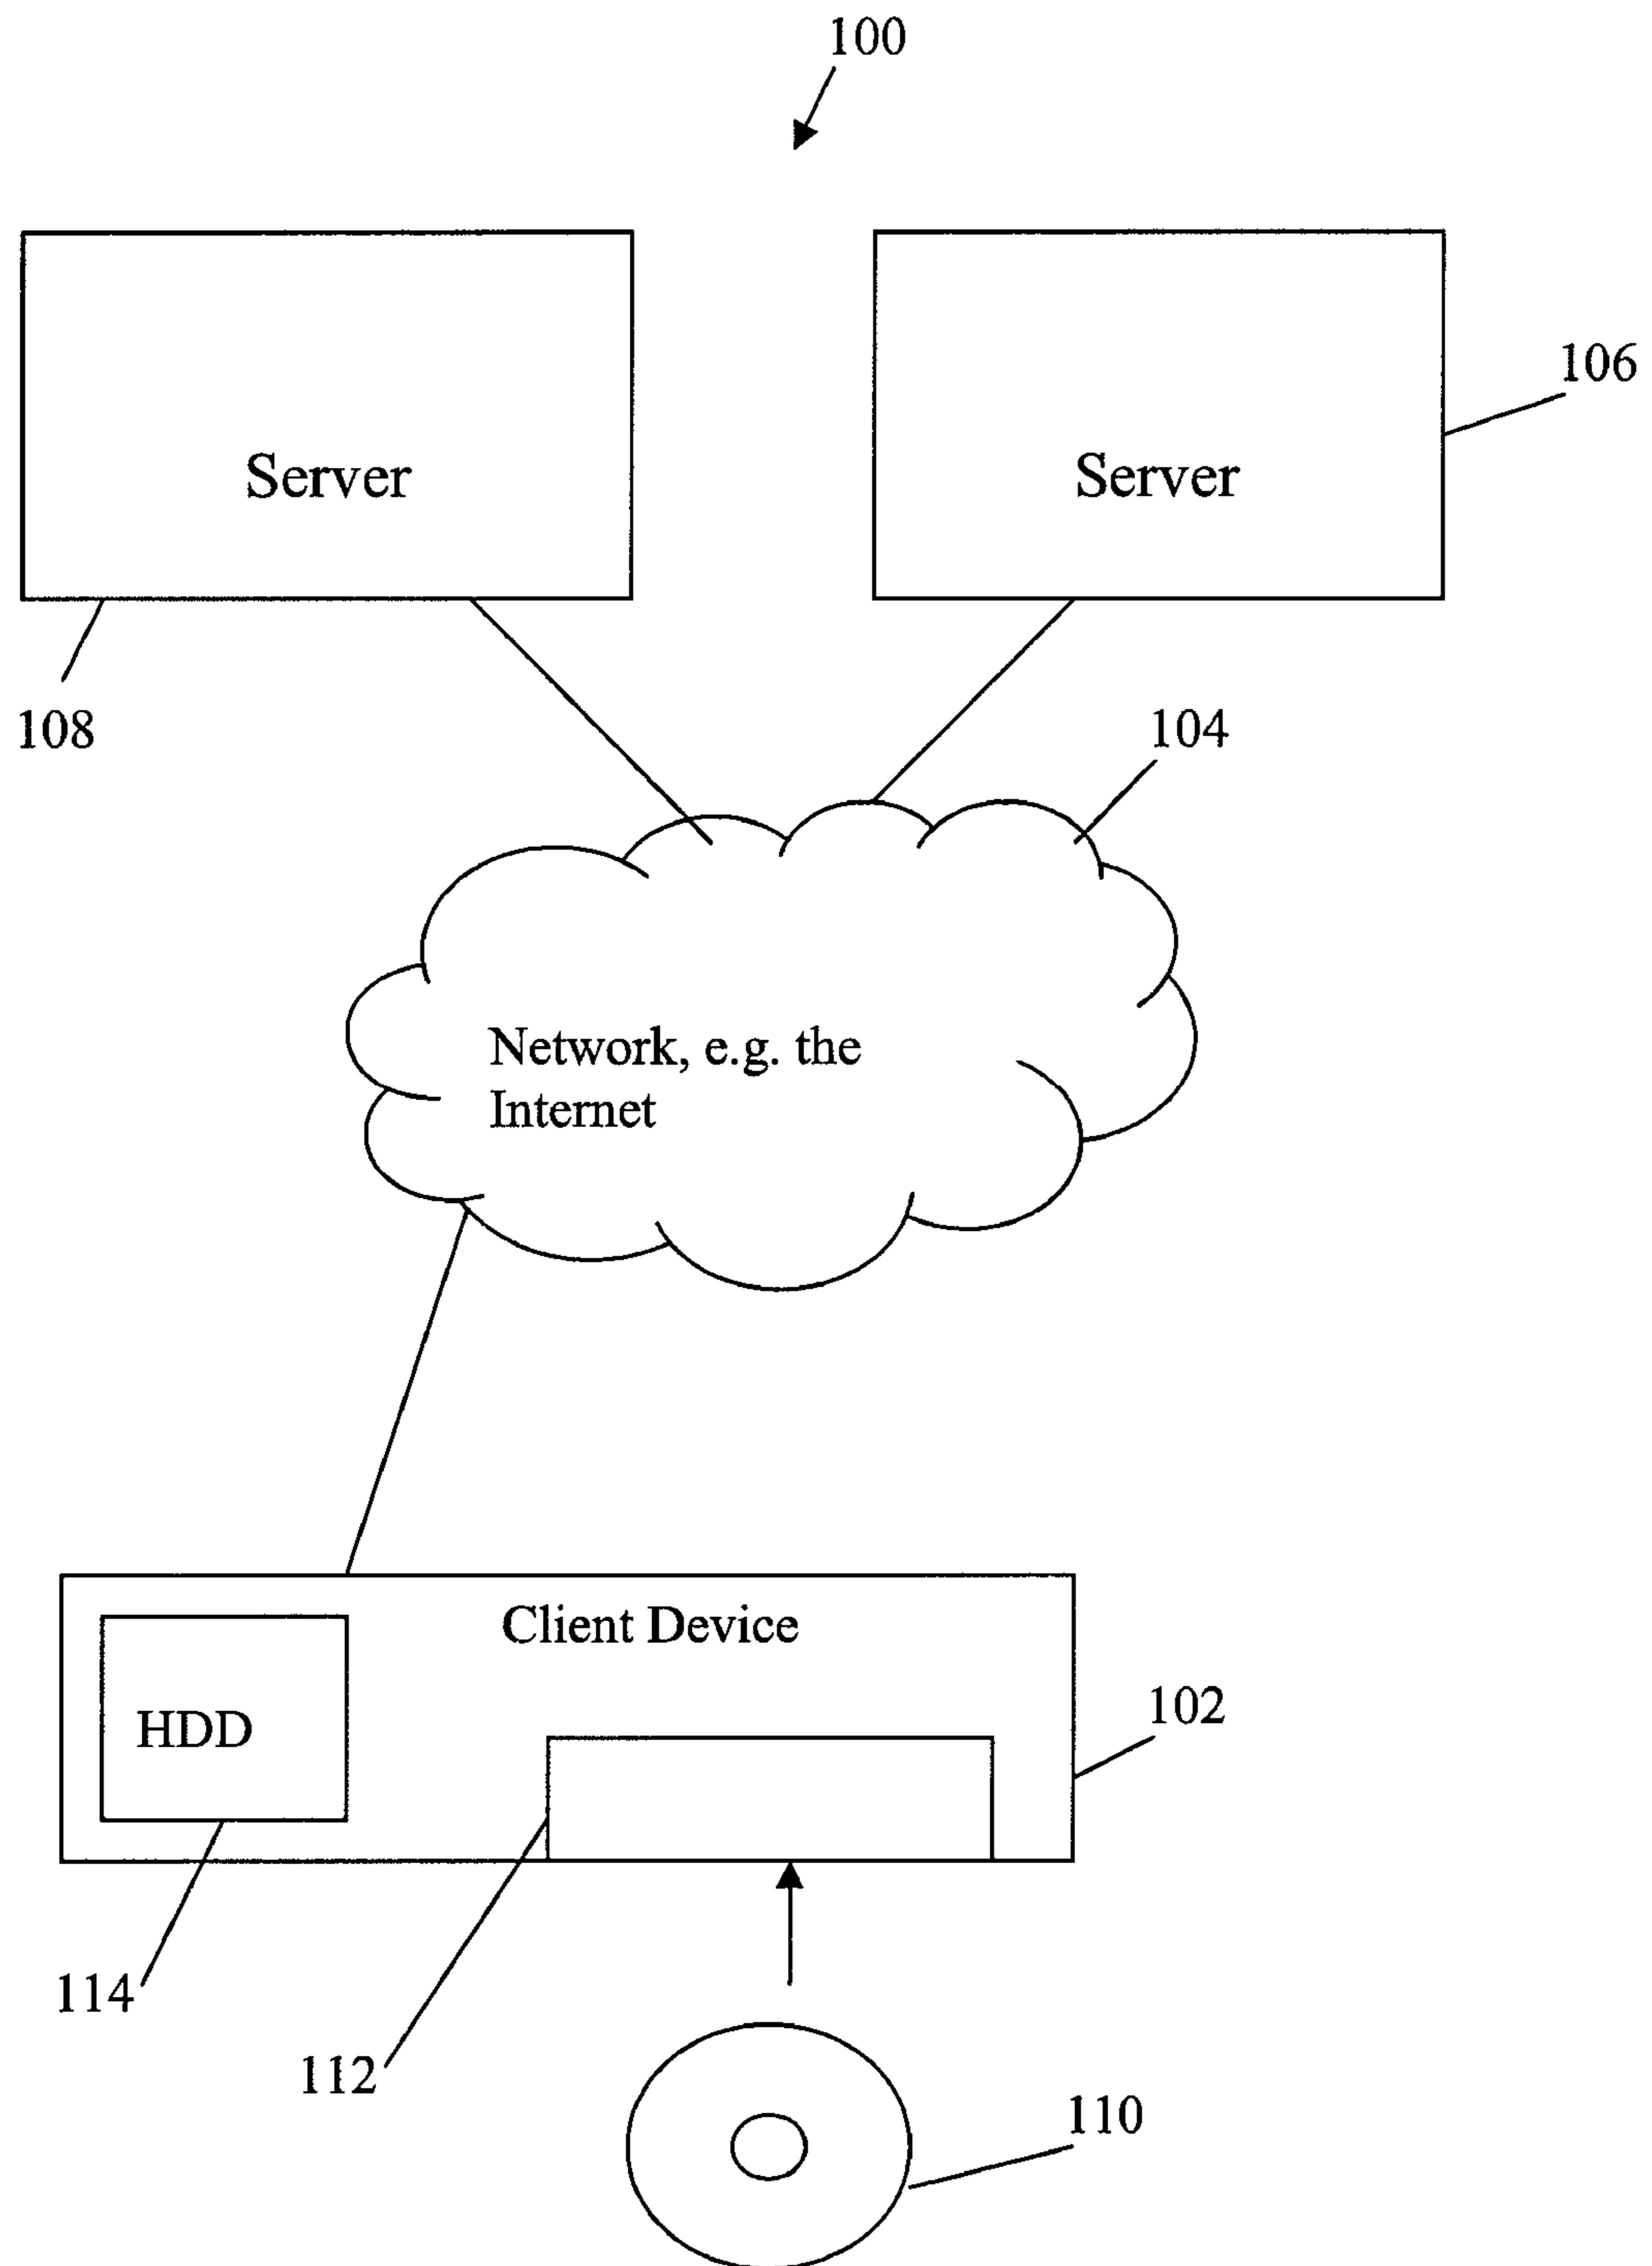 100
106
Server
Server
108
104
Network, e.g. the
Internet
Client Device
102
HDD
114
112
110